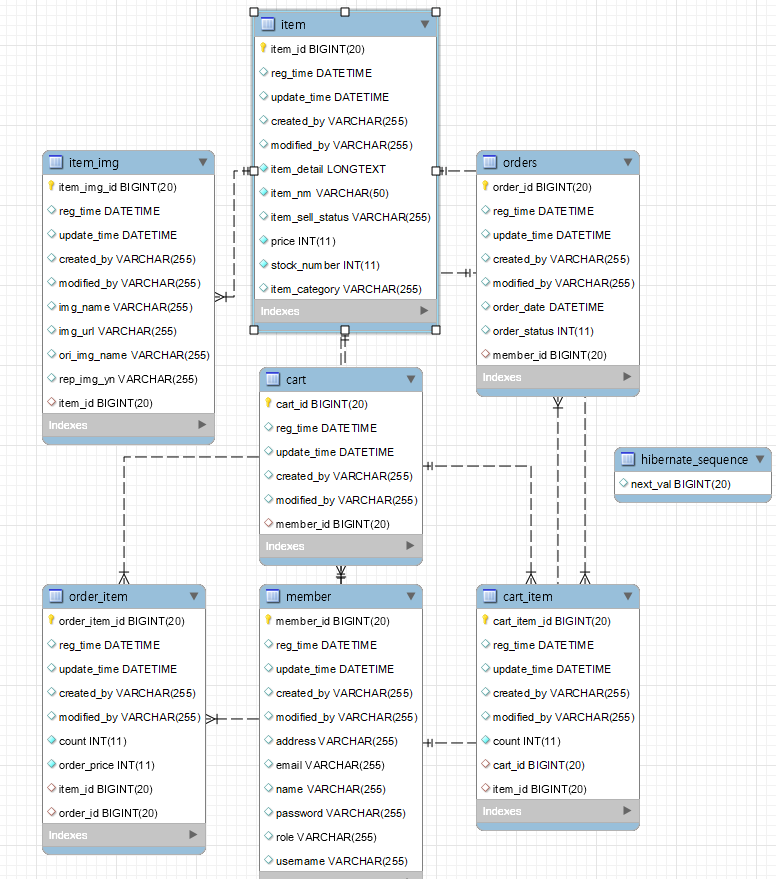 item
item_id BIGINT(20)
reg_time DATETIME
update_time DATETIME
created_by VARCHAR(255)
modified_by VARCHAR(255)
item_detail LONGTEXT
item_nm VARCHAR(50)
item_sell_status VARCHAR(255)
price INT(11)
stock_number INT(11)
item_category VARCHAR(255)
Indexes
item_img
item_img_id BIGINT(20)
reg_time DATETIME
update_time DATETIME
created_by VARCHAR(255)
modified_by VARCHAR(255)
img_name VARCHAR(255)
img_url VARCHAR(255)
ori_img_name VARCHAR(255)
rep_img_yn VARCHAR(255)
item_id BIGINT(20)
Indexes
orders
order_id BIGINT(20)
reg_time DATETIME
update_time DATETIME
created_by VARCHAR(255)
modified_by VARCHAR(255)
order_date DATETIME
order_status INT(11)
member_id BIGINT(20)
Indexes
cart
cart_id BIGINT(20)
reg_time DATETIME
update_time DATETIME
created_by VARCHAR(255)
modified_by VARCHAR(255)
member_id BIGINT(20)
Indexes
hibernate_sequence
next_val BIGINT(20)
order_item
order_item_id BIGINT(20)
reg_time DATETIME
update_time DATETIME
created_by VARCHAR(255)
modified_by VARCHAR(255)
count INT(11)
order_price INT(11)
item_id BIGINT(20)
order_id BIGINT(20)
Indexes
member
member_id BIGINT(20)
reg_time DATETIME
update_time DATETIME
created_by VARCHAR(255)
modified_by VARCHAR(255)
address VARCHAR(255)
email VARCHAR(255)
name VARCHAR(255)
password VARCHAR(255)
role VARCHAR(255)
username VARCHAR(255)
cart_item
cart_item_id BIGINT(20)
reg_time DATETIME
update_time DATETIME
created_by VARCHAR(255)
modified_by VARCHAR(255)
count INT(11)
cart_id BIGINT(20)
item_id BIGINT(20)
Indexes